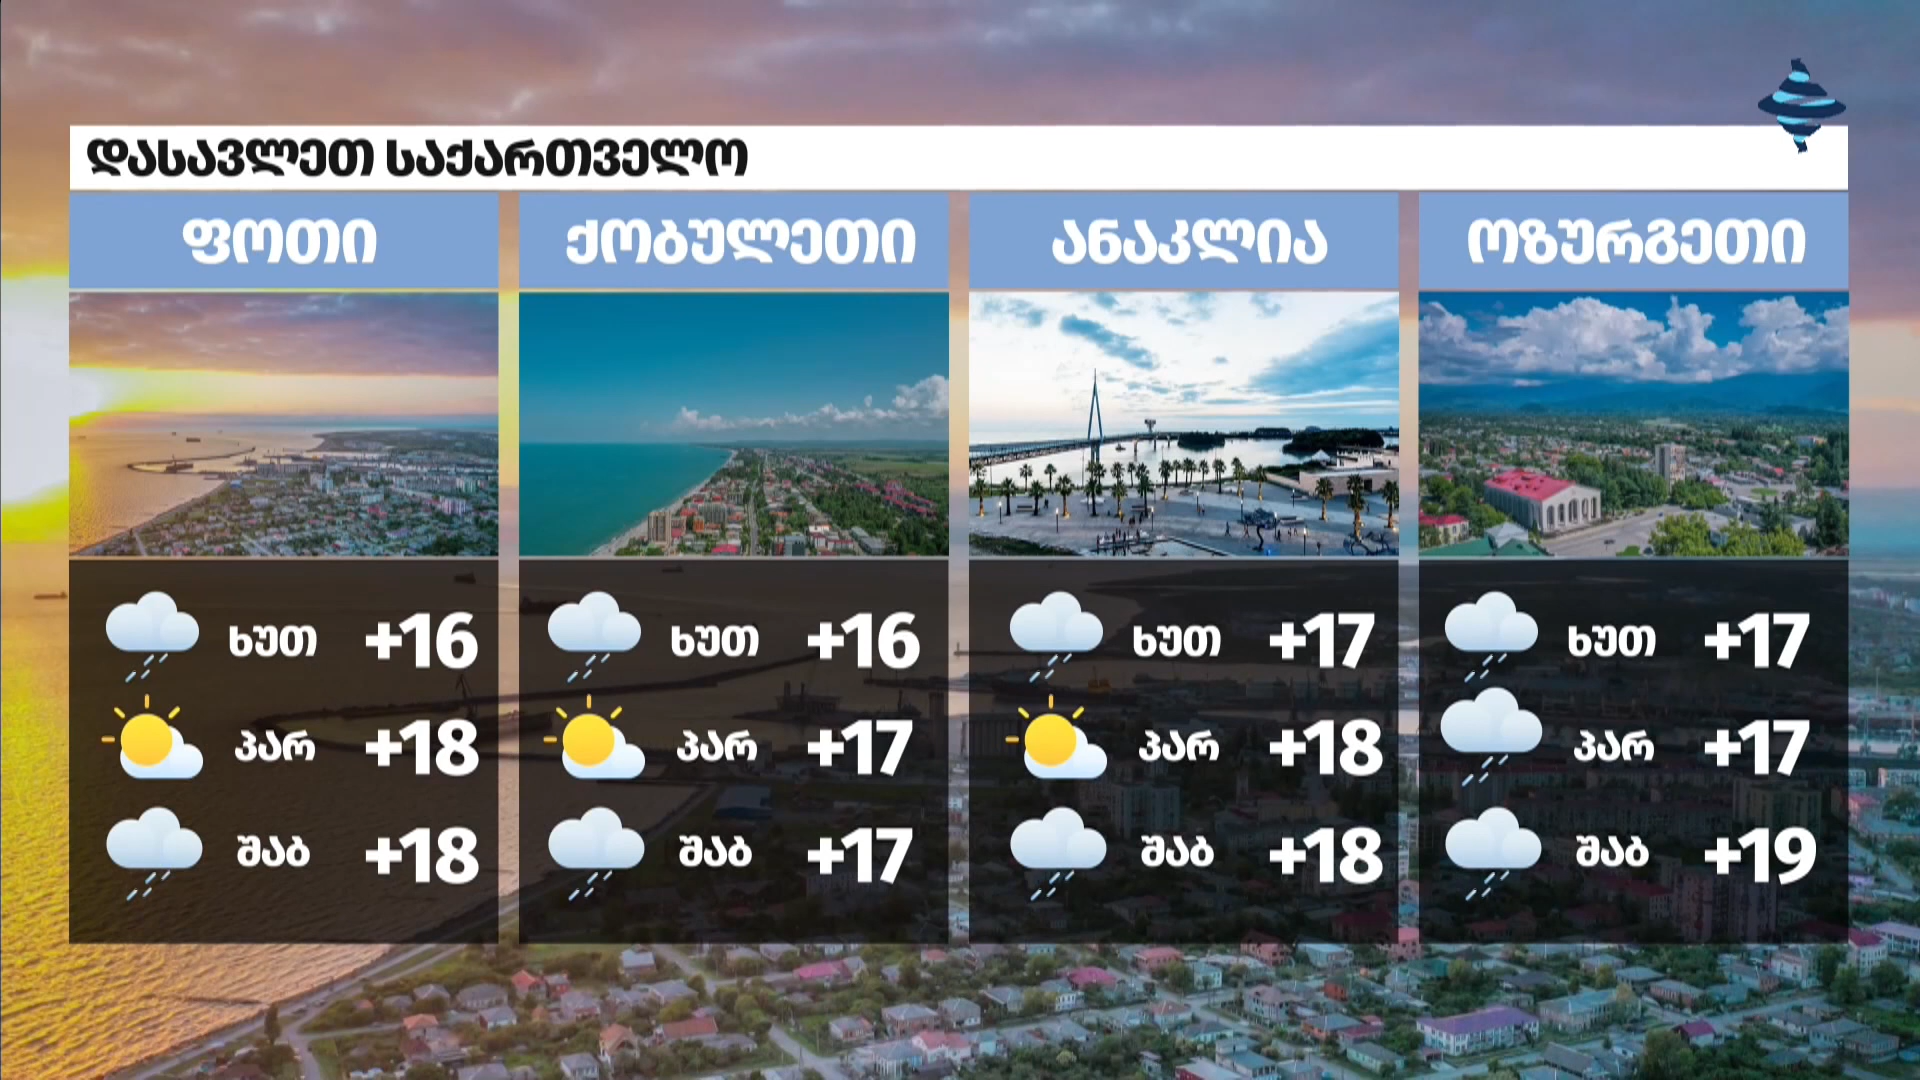 დასავლეთ საქართველო
ფოთი
ხუთ +16
პარ +18
შაბ +18
ქობულეთი
ხუთ +16
პარ +17
შაბ +17
ანაკლია
ხუთ +17
პარ +18
შაბ +18
ოზურგეთი
ხუთ +17
პარ +17
შაბ +19